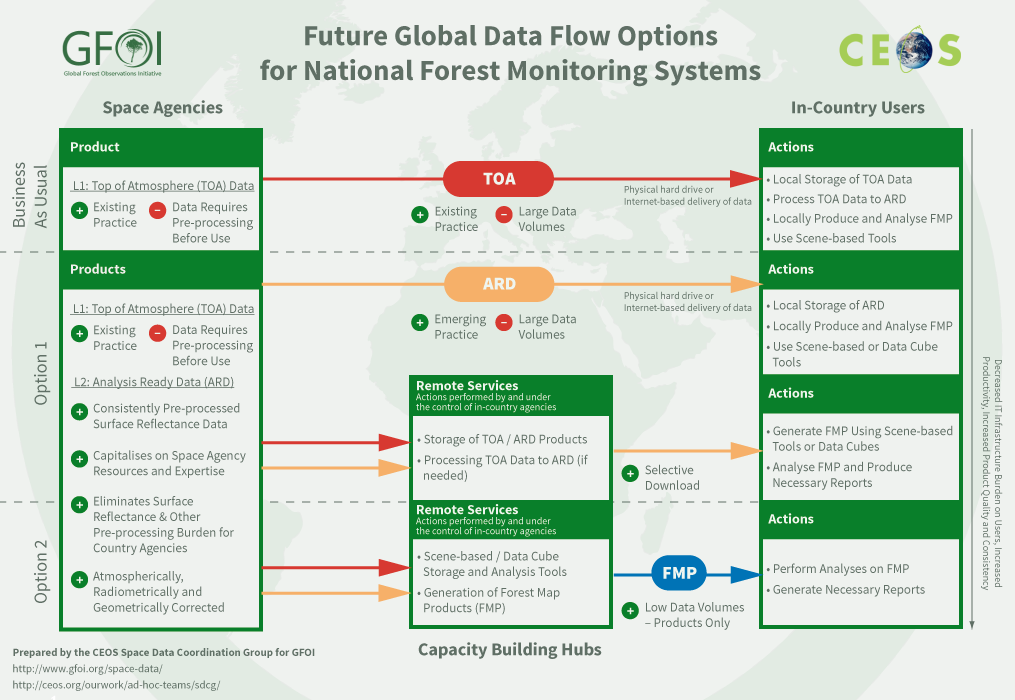 GFOI
Global Forest Observations Initiative
Future Global Data Flow Options
for National Forest Monitoring Systems
CEOS
Space Agencies
In-Country Users
Business
As Usual
Product
L1: Top of Atmosphere (TOA) Data
+ Existing
Practice
– Data Requires
Pre-processing
Before Use
TOA
+ Existing
Practice
– Large Data
Volumes
Physical hard drive or
Internet-based delivery of data
Actions
• Local Storage of TOA Data
• Process TOA Data to ARD
• Locally Produce and Analyse FMP
• Use Scene-based Tools
Option 1
Products
L1: Top of Atmosphere (TOA) Data
+ Existing
Practice
– Data Requires
Pre-processing
Before Use
L2: Analysis Ready Data (ARD)
+ Consistently Pre-processed
Surface Reflectance Data
+ Capitalises on Space Agency
Resources and Expertise
+ Eliminates Surface
Reflectance & Other
Pre-processing Burden for
Country Agencies
+ Atmospherically,
Radiometrically and
Geometrically Corrected
ARD
+ Emerging
Practice
– Large Data
Volumes
Physical hard drive or
Internet-based delivery of data
Actions
• Local Storage of ARD
• Locally Produce and Analyse FMP
• Use Scene-based or Data Cube
Tools
Remote Services
Actions performed by and under
the control of in-country agencies
• Storage of TOA / ARD Products
• Processing TOA Data to ARD (if
needed)
+ Selective
Download
Actions
• Generate FMP Using Scene-based
Tools or Data Cubes
• Analyse FMP and Produce
Necessary Reports
Option 2
Remote Services
Actions performed by and under
the control of in-country agencies
• Scene-based / Data Cube
Storage and Analysis Tools
• Generation of Forest Map
Products (FMP)
FMP
+ Low Data Volumes
– Products Only
Actions
• Perform Analyses on FMP
• Generate Necessary Reports
Decreased IT Infrastructure Burden on Users, Increased
Productivity, Increased Product Quality and Consistency
Capacity Building Hubs
Prepared by the CEOS Space Data Coordination Group for GFOI
http://www.gfoi.org/space-data/
http://ceos.org/ourwork/ad-hoc-teams/sdcg/